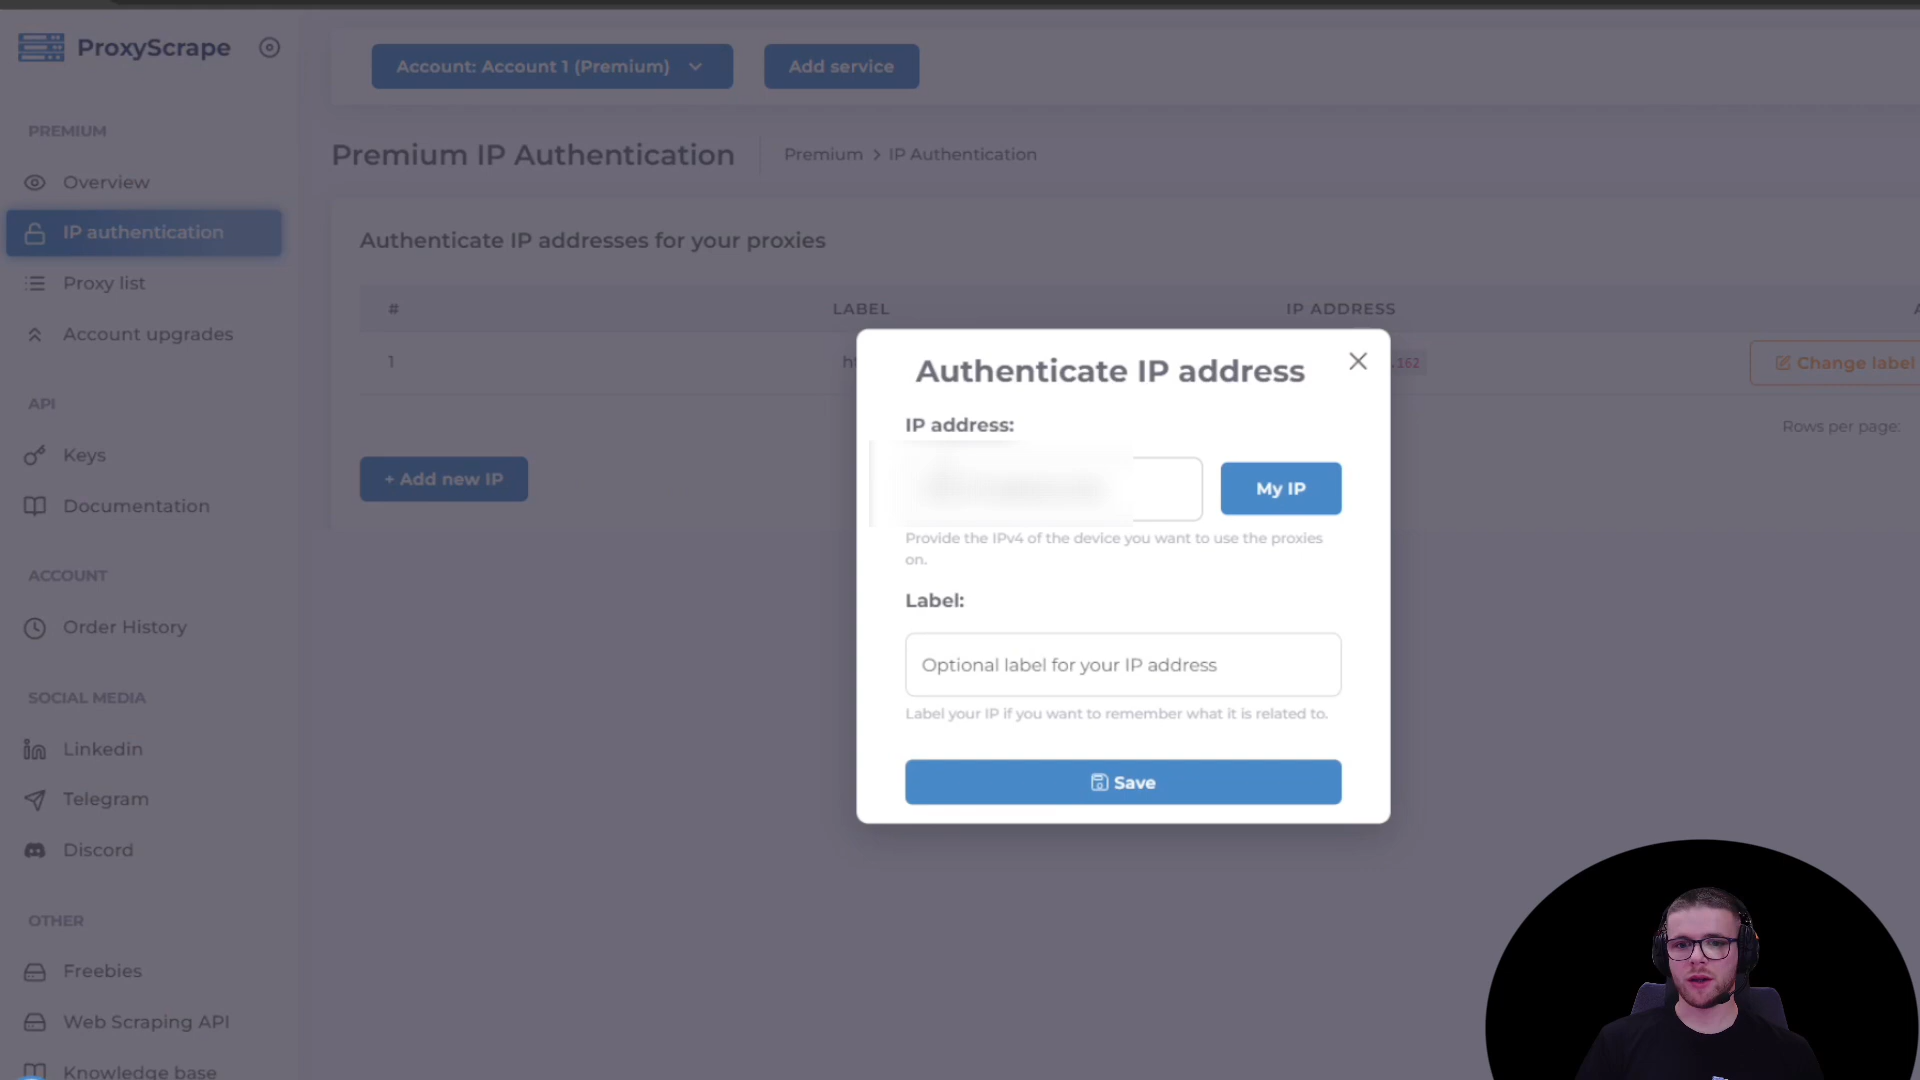 ProxyScrape
Account: Account 1 (Premium)
Add service
PREMIUM
Overview
IP authentication
Proxy list
Account upgrades
API
Keys
Documentation
ACCOUNT
Order History
SOCIAL MEDIA
Linkedin
Telegram
Discord
OTHER
Freebies
Web Scraping API
Knowledge base
Premium IP Authentication
Premium > IP Authentication
Authenticate IP addresses for your proxies
# LABEL IP ADDRESS
1 .162 Change label
Rows per page:
+ Add new IP
Authenticate IP address
IP address:
My IP
Provide the IPv4 of the device you want to use the proxies
on.
Label:
Optional label for your IP address
Label your IP if you want to remember what it is related to.
Save